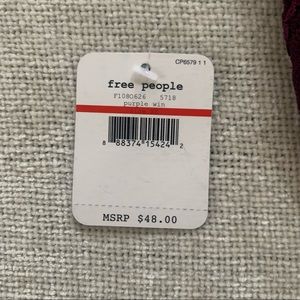 CP6579 1 1
free people
F1080626 5718
purple win
8 88374 15424 2
MSRP $48.00